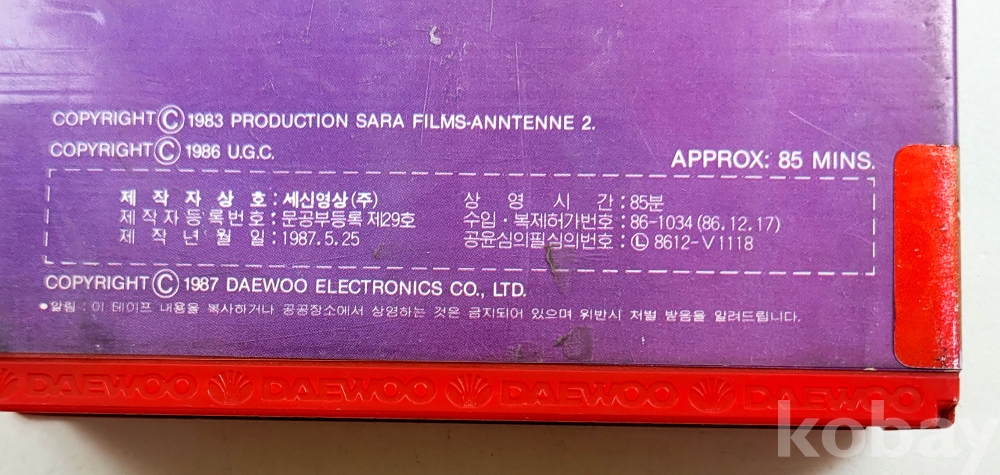 COPYRIGHT Ⓒ 1983 PRODUCTION SARA FILMS-ANNTENNE 2.
COPYRIGHT Ⓒ 1986 U.G.C.
APPROX: 85 MINS.
제 작 자 상 호 : 세신영상(주)
제작자등록번호 : 문공부등록 제29호
제 작 년 월 일 : 1987. 5. 25
상 영 시 간 : 85분
수입·복제허가번호 : 86-1034 (86. 12. 17)
공윤심의필심의번호 : Ⓛ 8612-V1118
COPYRIGHT Ⓒ 1987 DAEWOO ELECTRONICS CO., LTD.
●알림 : 이 테이프 내용을 복사하거나 공공장소에서 상영하는 것은 금지되어 있으며 위반시 처벌 받음을 알려드립니다.
DAEWOO DAEWOO DAEWOO DAEWOO
kobay